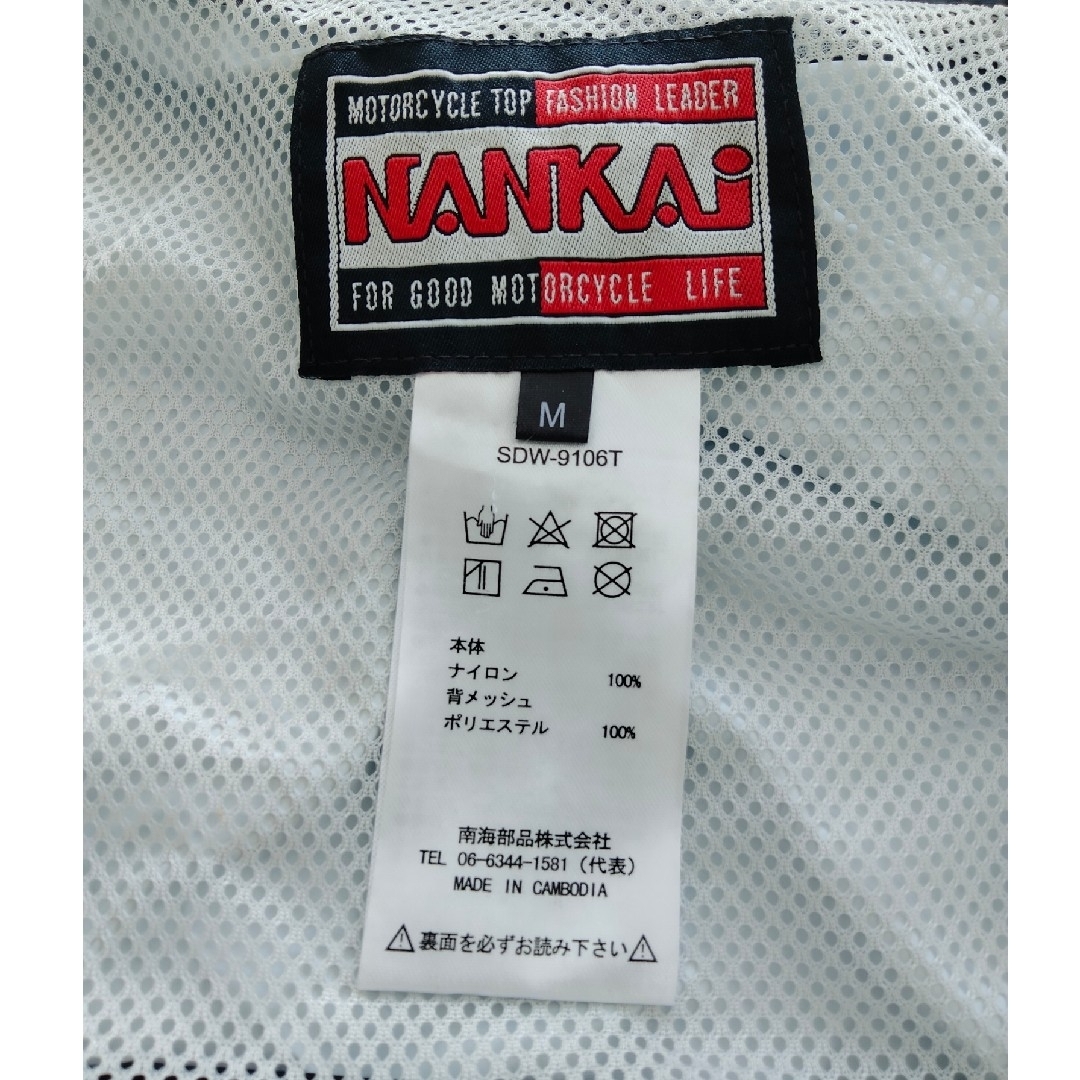 MOTORCYCLE TOP FASHION LEADER
NANKAi
FOR GOOD MOTORCYCLE LIFE
M
SDW-9106T
本体
ナイロン 100%
背メッシュ
ポリエステル 100%
南海部品株式会社
TEL 06-6344-1581（代表）
MADE IN CAMBODIA
⚠裏面を必ずお読み下さい⚠